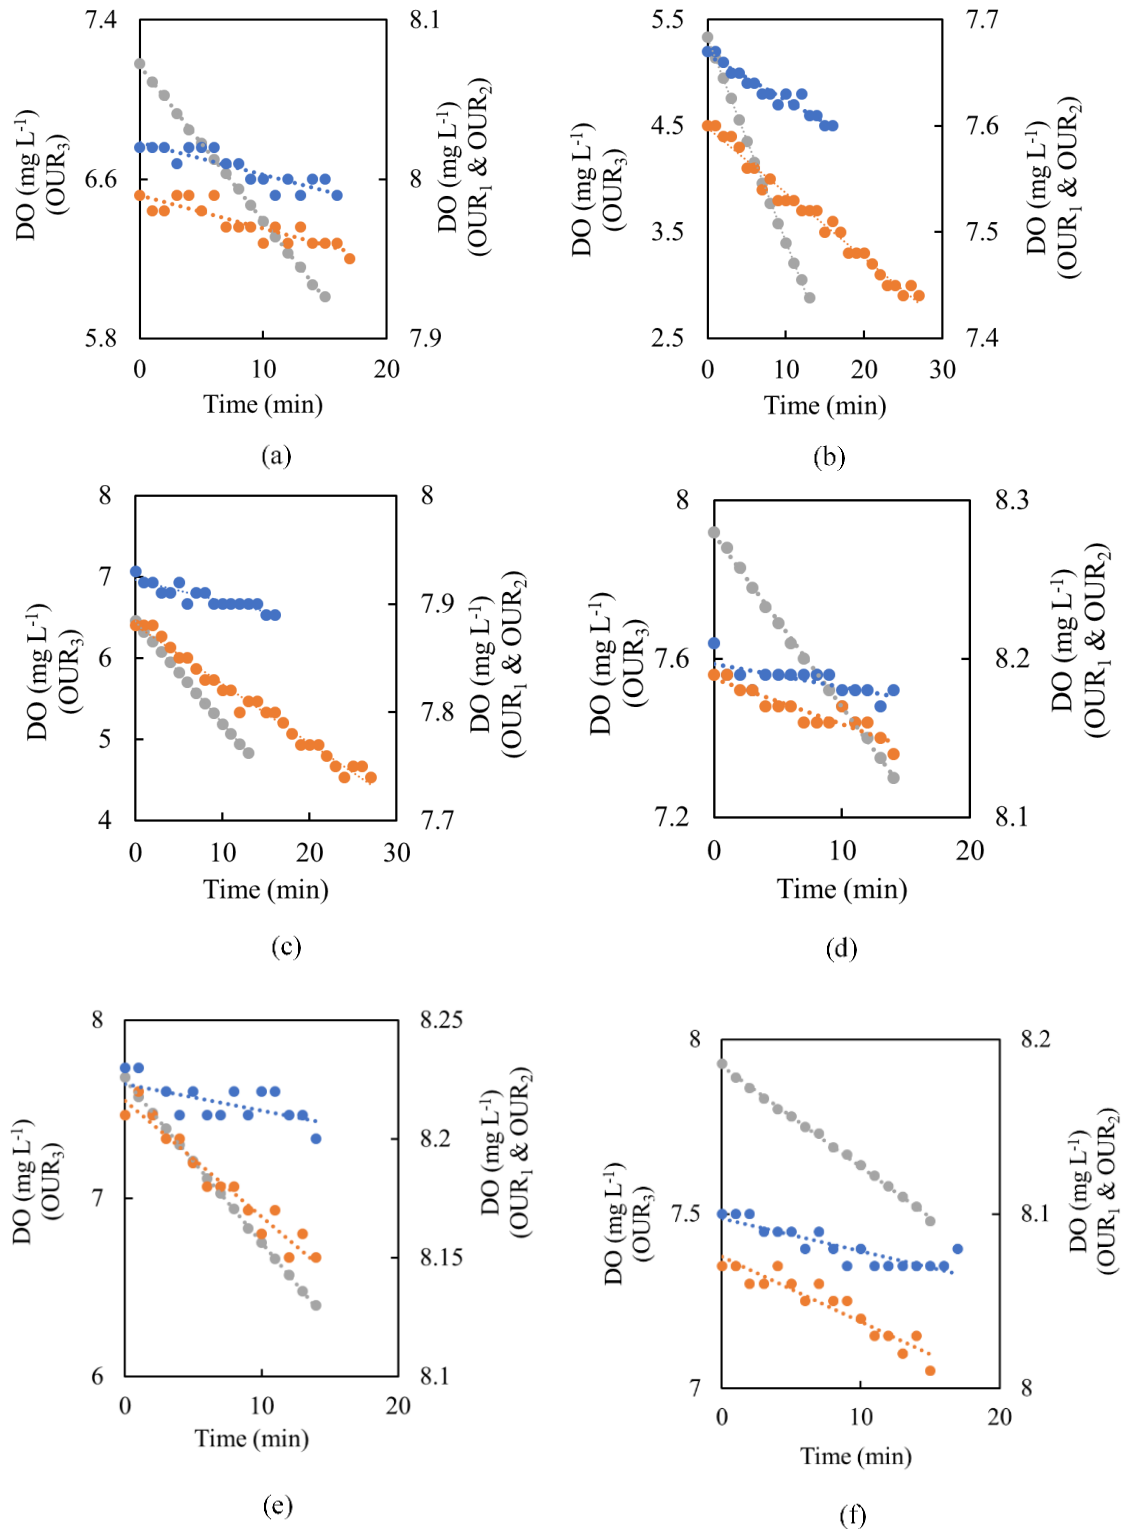 7.4
6.6
5.8
8.1
8
7.9
0
10
20
DO (mg L⁻¹)
(OUR₃)
DO (mg L⁻¹)
(OUR₁ & OUR₂)
Time (min)
(a)
5.5
4.5
3.5
2.5
7.7
7.6
7.5
7.4
0
10
20
30
DO (mg L⁻¹)
(OUR₃)
DO (mg L⁻¹)
(OUR₁ & OUR₂)
Time (min)
(b)
8
7
6
5
4
8
7.9
7.8
7.7
0
10
20
30
DO (mg L⁻¹)
(OUR₃)
DO (mg L⁻¹)
(OUR₁ & OUR₂)
Time (min)
(c)
8
7.6
7.2
8.3
8.2
8.1
0
10
20
DO (mg L⁻¹)
(OUR₃)
DO (mg L⁻¹)
(OUR₁ & OUR₂)
Time (min)
(d)
8
7
6
8.25
8.2
8.15
8.1
0
10
20
DO (mg L⁻¹)
(OUR₃)
DO (mg L⁻¹)
(OUR₁ & OUR₂)
Time (min)
(e)
8
7.5
7
8.2
8.1
8
0
10
20
DO (mg L⁻¹)
(OUR₃)
DO (mg L⁻¹)
(OUR₁ & OUR₂)
Time (min)
(f)